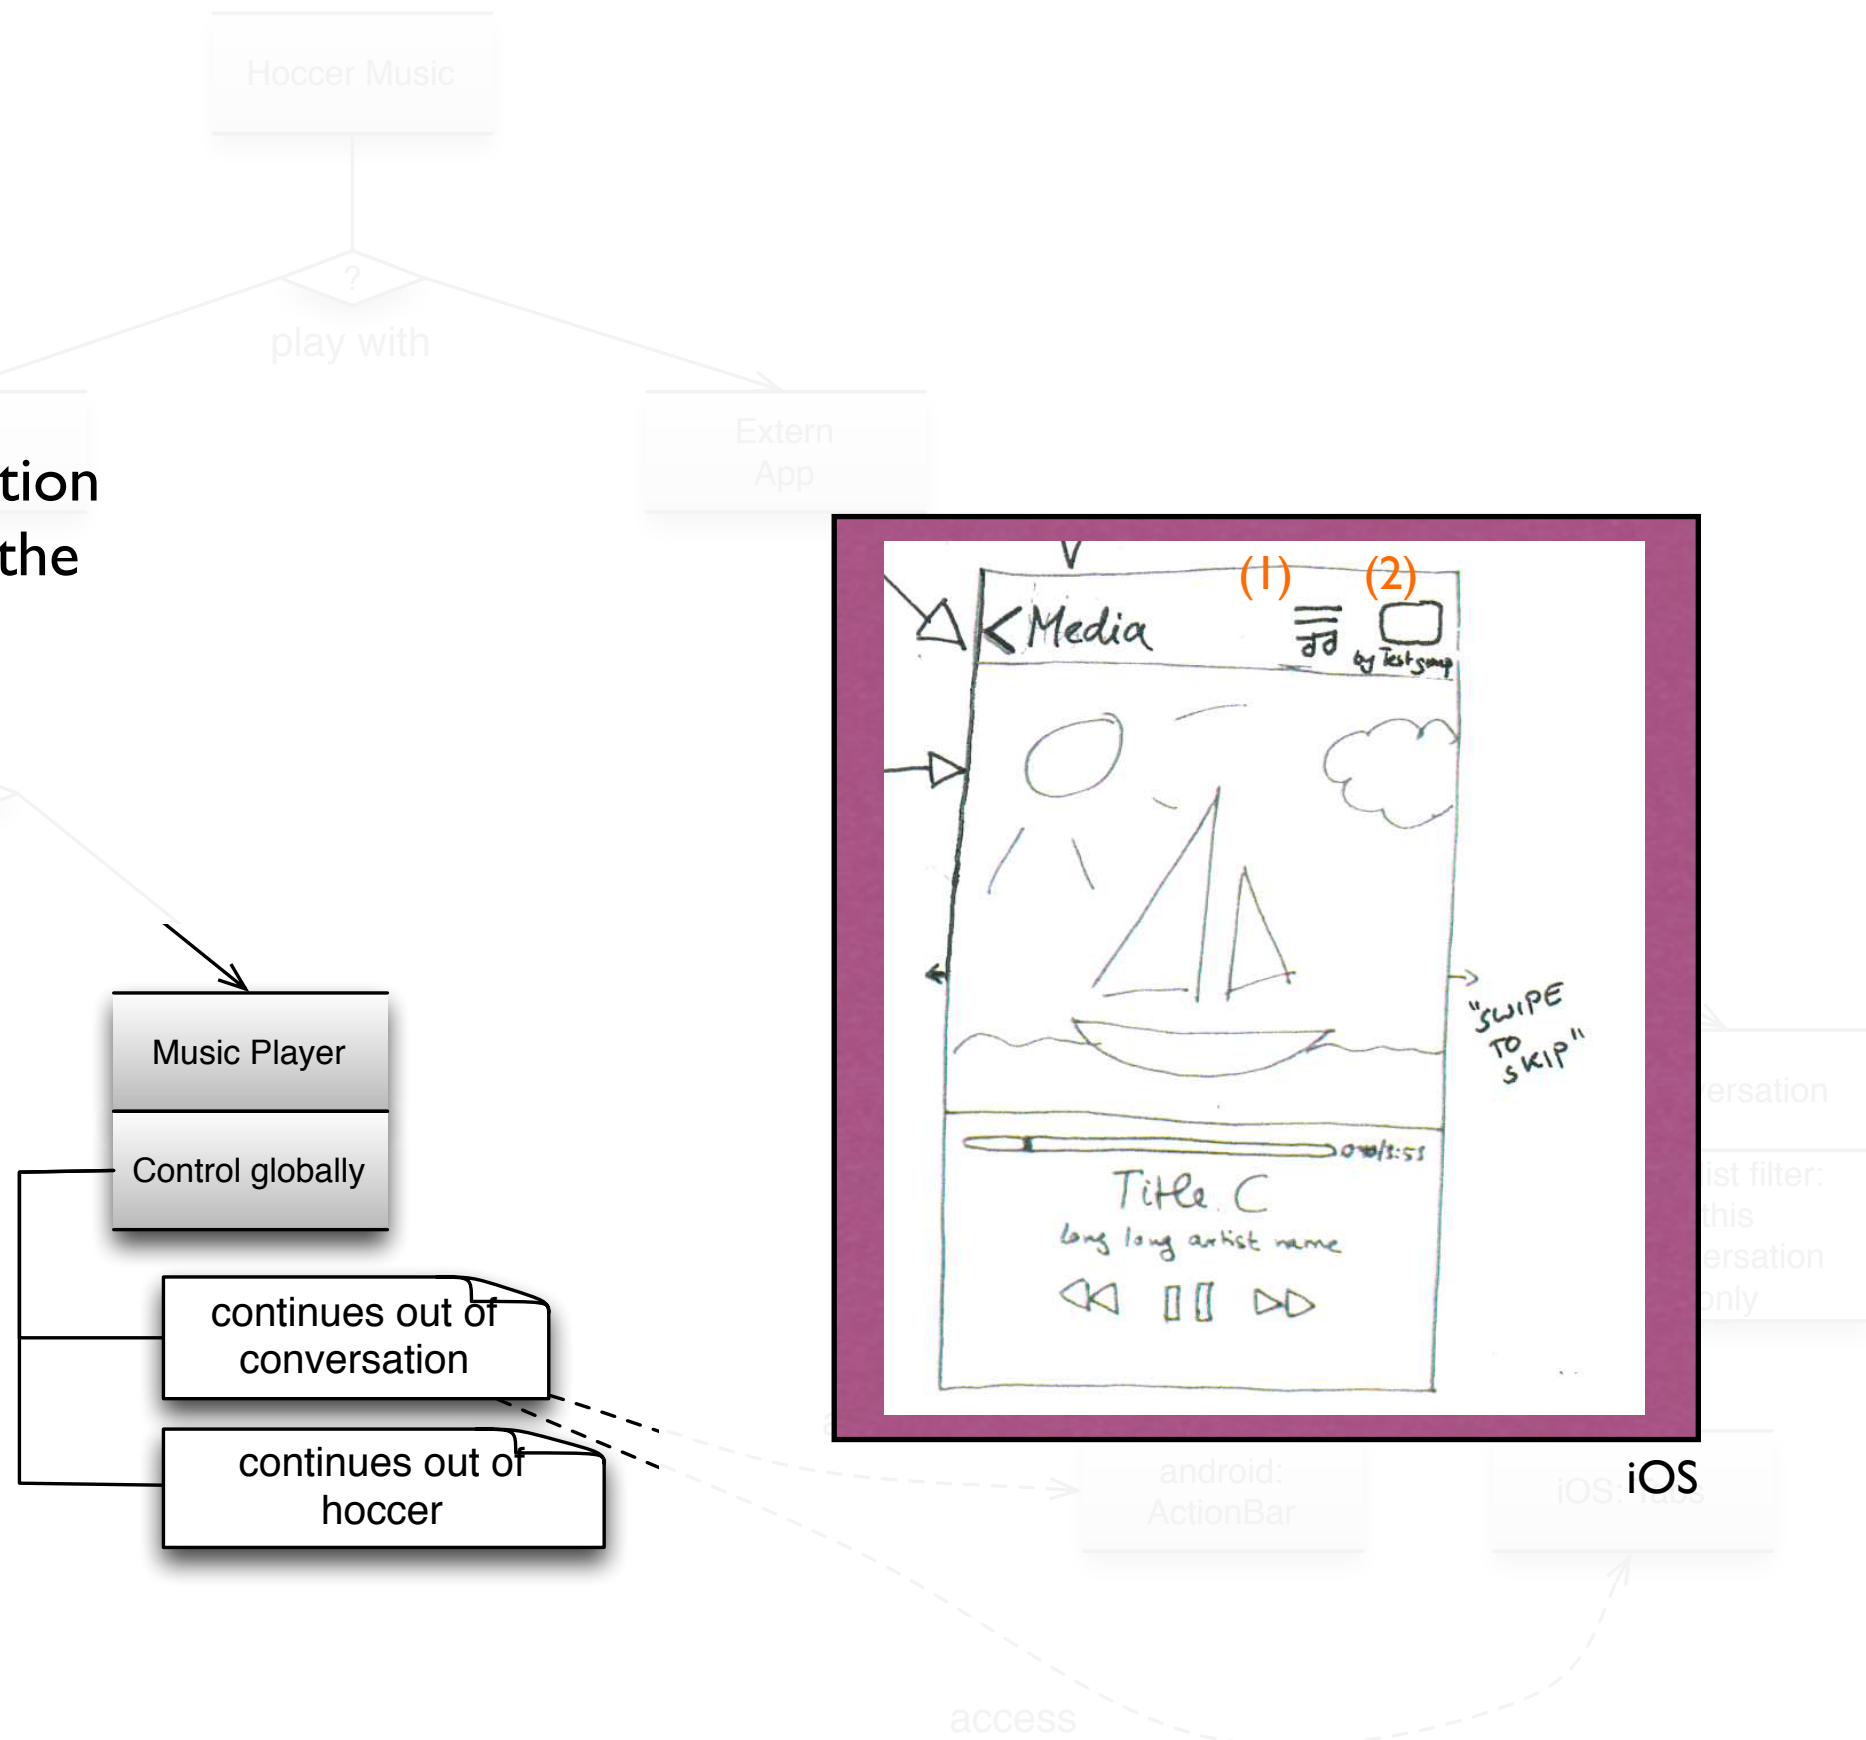 Hoccer Music
?
play with
Extern
App
tion
the
(1) (2)
< Media
by Testgroup
"SWIPE
TO
SKIP"
Title C
long long artist name
Music Player
Control globally
continues out of
conversation
continues out of
hoccer
ersation
ist filter:
this
ersation
only
iOS
android:
ActionBar
iOS: Tabs
access